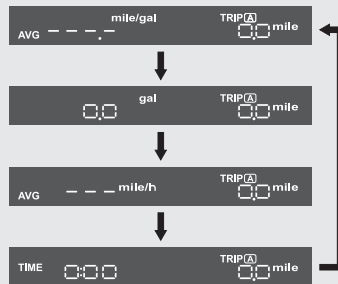 mile/gal TRIP A
AVG ---.- 0.0 mile
gal TRIP A
0.0 0.0 mile
TRIP A
AVG --- mile/h 0.0 mile
TRIP A
TIME 0:00 0.0 mile